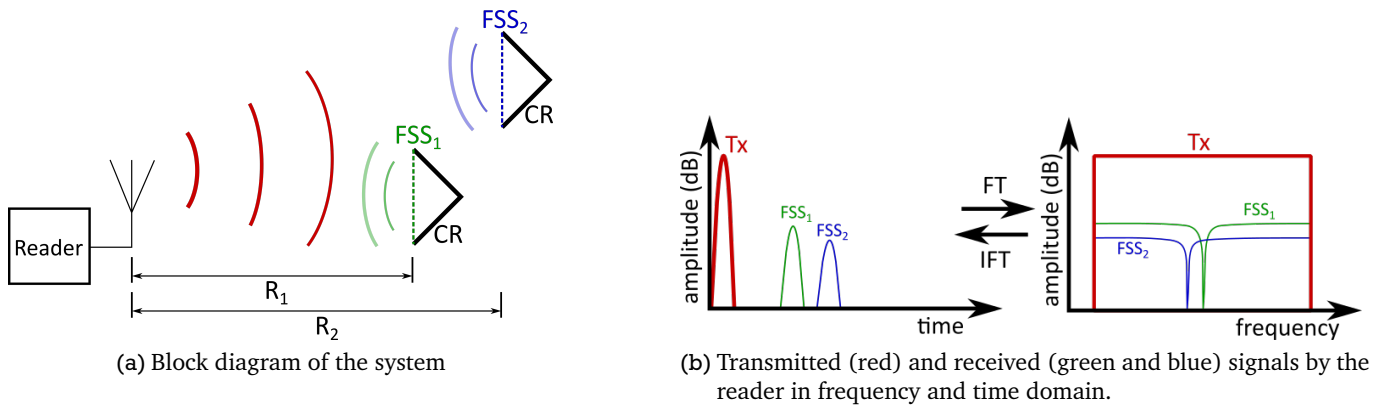 FSS₂
CR
FSS₁
CR
Reader
R₁
R₂
(a) Block diagram of the system
amplitude (dB)
Tx
FSS₁
FSS₂
time
FT
IFT
amplitude (dB)
Tx
FSS₁
FSS₂
frequency
(b) Transmitted (red) and received (green and blue) signals by the
reader in frequency and time domain.